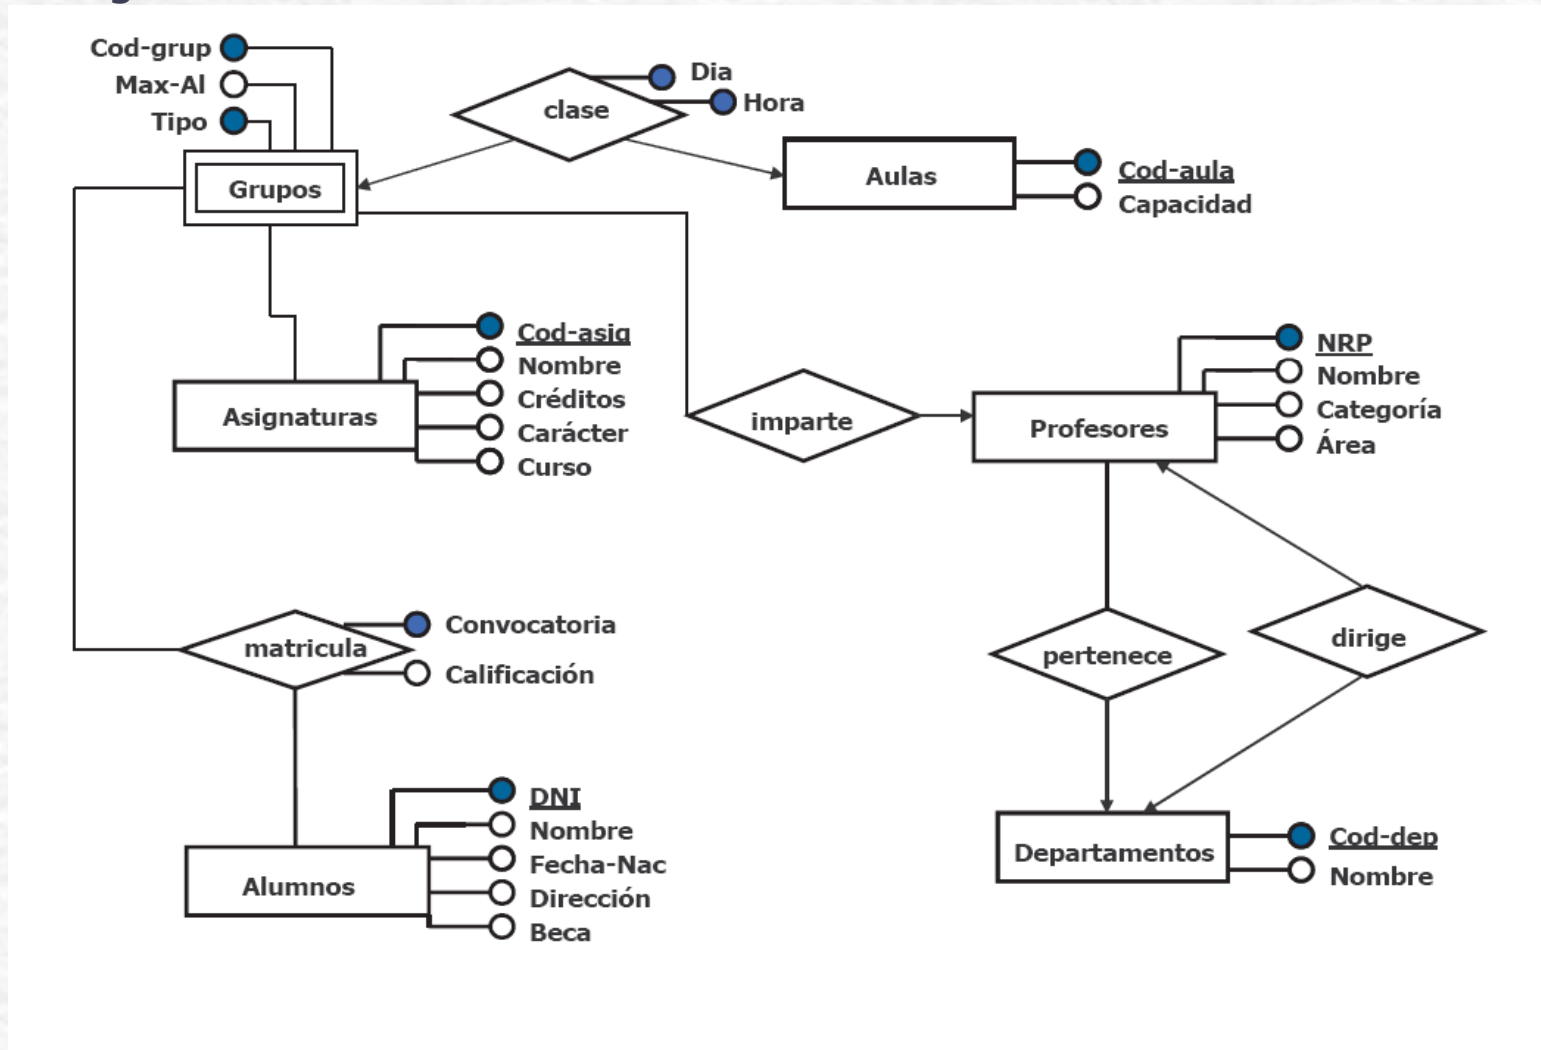 Cod-grup
Max-Al
Tipo
Grupos
clase
Dia
Hora
Aulas
Cod-aula
Capacidad
Asignaturas
Cod-asig
Nombre
Créditos
Carácter
Curso
imparte
Profesores
NRP
Nombre
Categoría
Área
matricula
Convocatoria
Calificación
pertenece
dirige
Alumnos
DNI
Nombre
Fecha-Nac
Dirección
Beca
Departamentos
Cod-dep
Nombre